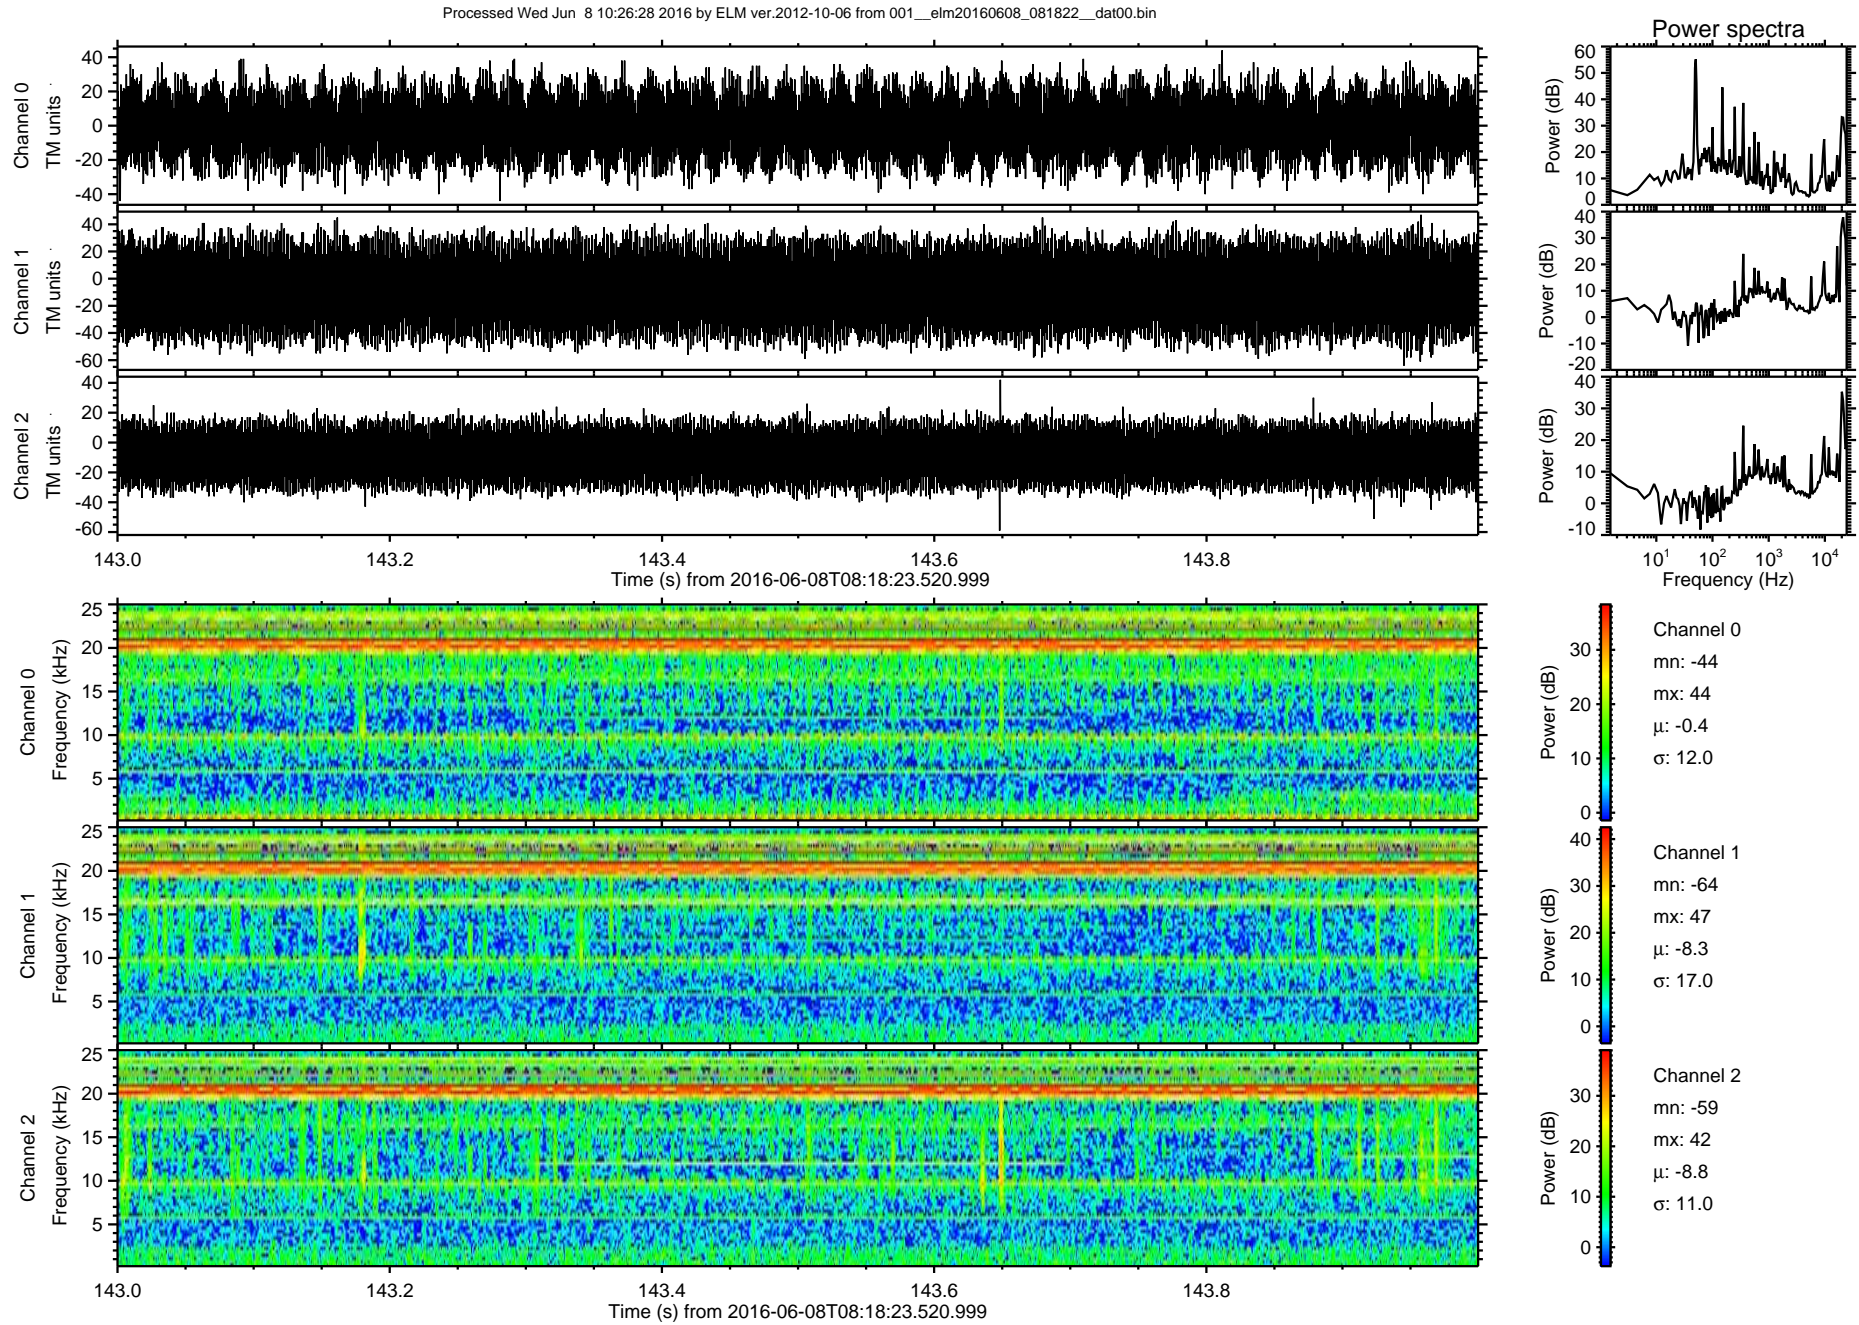 Processed Wed Jun 8 10:26:28 2016 by ELM ver.2012-10-06 from 001__elm20160608_081822__dat00.bin
Power spectra
Channel 0
TM units
40
20
0
-20
-40
Power (dB)
60
50
40
30
20
10
0
Channel 1
TM units
40
20
0
-20
-40
-60
Power (dB)
40
30
20
10
0
-10
-20
Channel 2
TM units
40
20
0
-20
-40
-60
Power (dB)
40
30
20
10
0
-10
143.0 143.2 143.4 143.6 143.8
Time (s) from 2016-06-08T08:18:23.520.999
10^1 10^2 10^3 10^4
Frequency (Hz)
Channel 0
Frequency (kHz)
25
20
15
10
5
Power (dB)
30
20
10
0
Channel 0
mn: -44
mx: 44
μ: -0.4
σ: 12.0
Channel 1
Frequency (kHz)
25
20
15
10
5
Power (dB)
40
30
20
10
0
Channel 1
mn: -64
mx: 47
μ: -8.3
σ: 17.0
Channel 2
Frequency (kHz)
25
20
15
10
5
Power (dB)
30
20
10
0
Channel 2
mn: -59
mx: 42
μ: -8.8
σ: 11.0
143.0 143.2 143.4 143.6 143.8
Time (s) from 2016-06-08T08:18:23.520.999